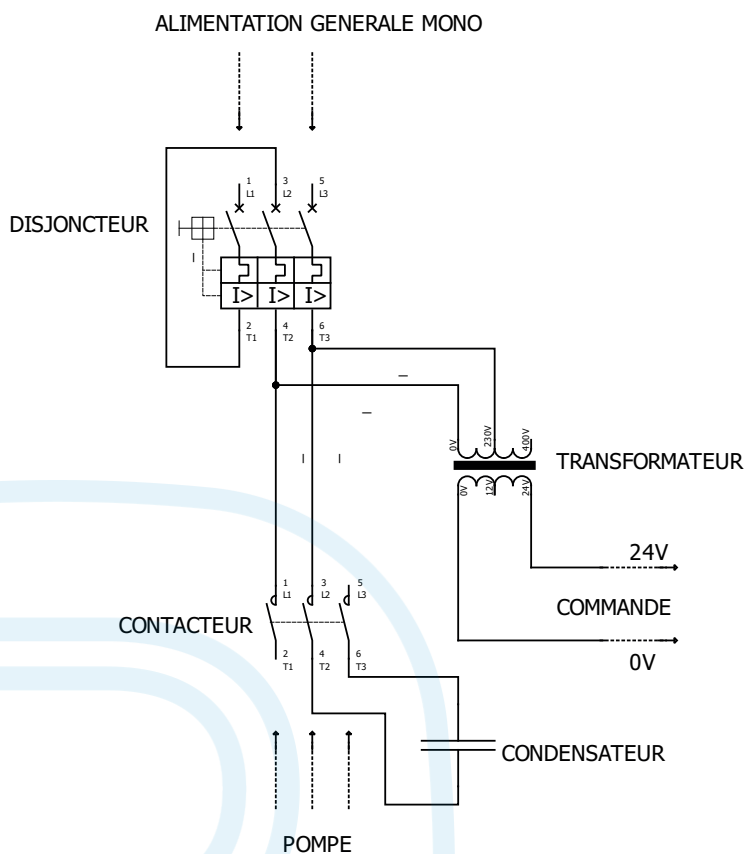 ALIMENTATION GENERALE MONO
1 3 5
L1 L2 L3
DISJONCTEUR
I> I> I>
2 4 6
T1 T2 T3
0V 230V 400V
TRANSFORMATEUR
0V 12V 24V
24V
COMMANDE
0V
1 3 5
L1 L2 L3
CONTACTEUR
2 4 6
T1 T2 T3
CONDENSATEUR
POMPE